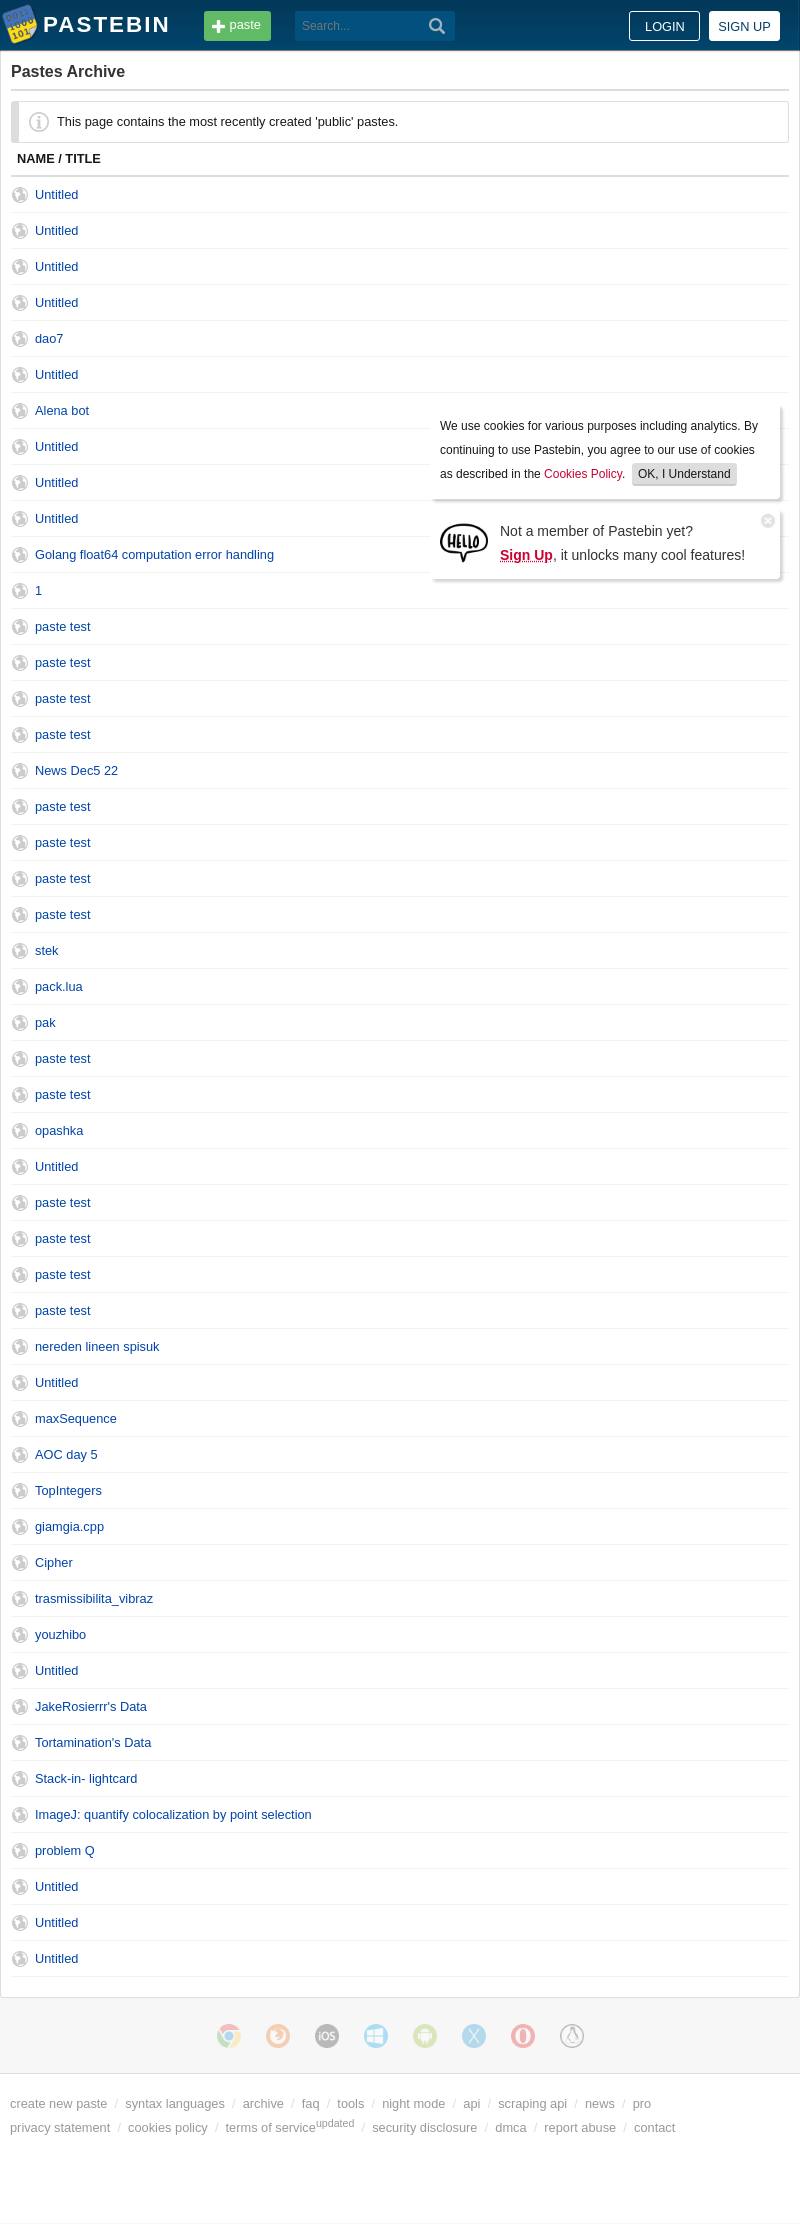 PASTEBIN
paste
Search...
LOGIN
SIGN UP
Pastes Archive
This page contains the most recently created 'public' pastes.
NAME / TITLE
Untitled
Untitled
Untitled
Untitled
dao7
Untitled
Alena bot
Untitled
Untitled
Untitled
Golang float64 computation error handling
1
We use cookies for various purposes including analytics. By
continuing to use Pastebin, you agree to our use of cookies
as described in the Cookies Policy. OK, I Understand
HELLO
Not a member of Pastebin yet?
Sign Up, it unlocks many cool features!
paste test
paste test
paste test
paste test
News Dec5 22
paste test
paste test
paste test
paste test
stek
pack.lua
pak
paste test
paste test
opashka
Untitled
paste test
paste test
paste test
paste test
nereden lineen spisuk
Untitled
maxSequence
AOC day 5
TopIntegers
giamgia.cpp
Cipher
trasmissibilita_vibraz
youzhibo
Untitled
JakeRosierrr's Data
Tortamination's Data
Stack-in- lightcard
ImageJ: quantify colocalization by point selection
problem Q
Untitled
Untitled
Untitled
iOS
create new paste / syntax languages / archive / faq / tools / night mode / api / scraping api / news / pro
privacy statement / cookies policy / terms of serviceupdated / security disclosure / dmca / report abuse / contact